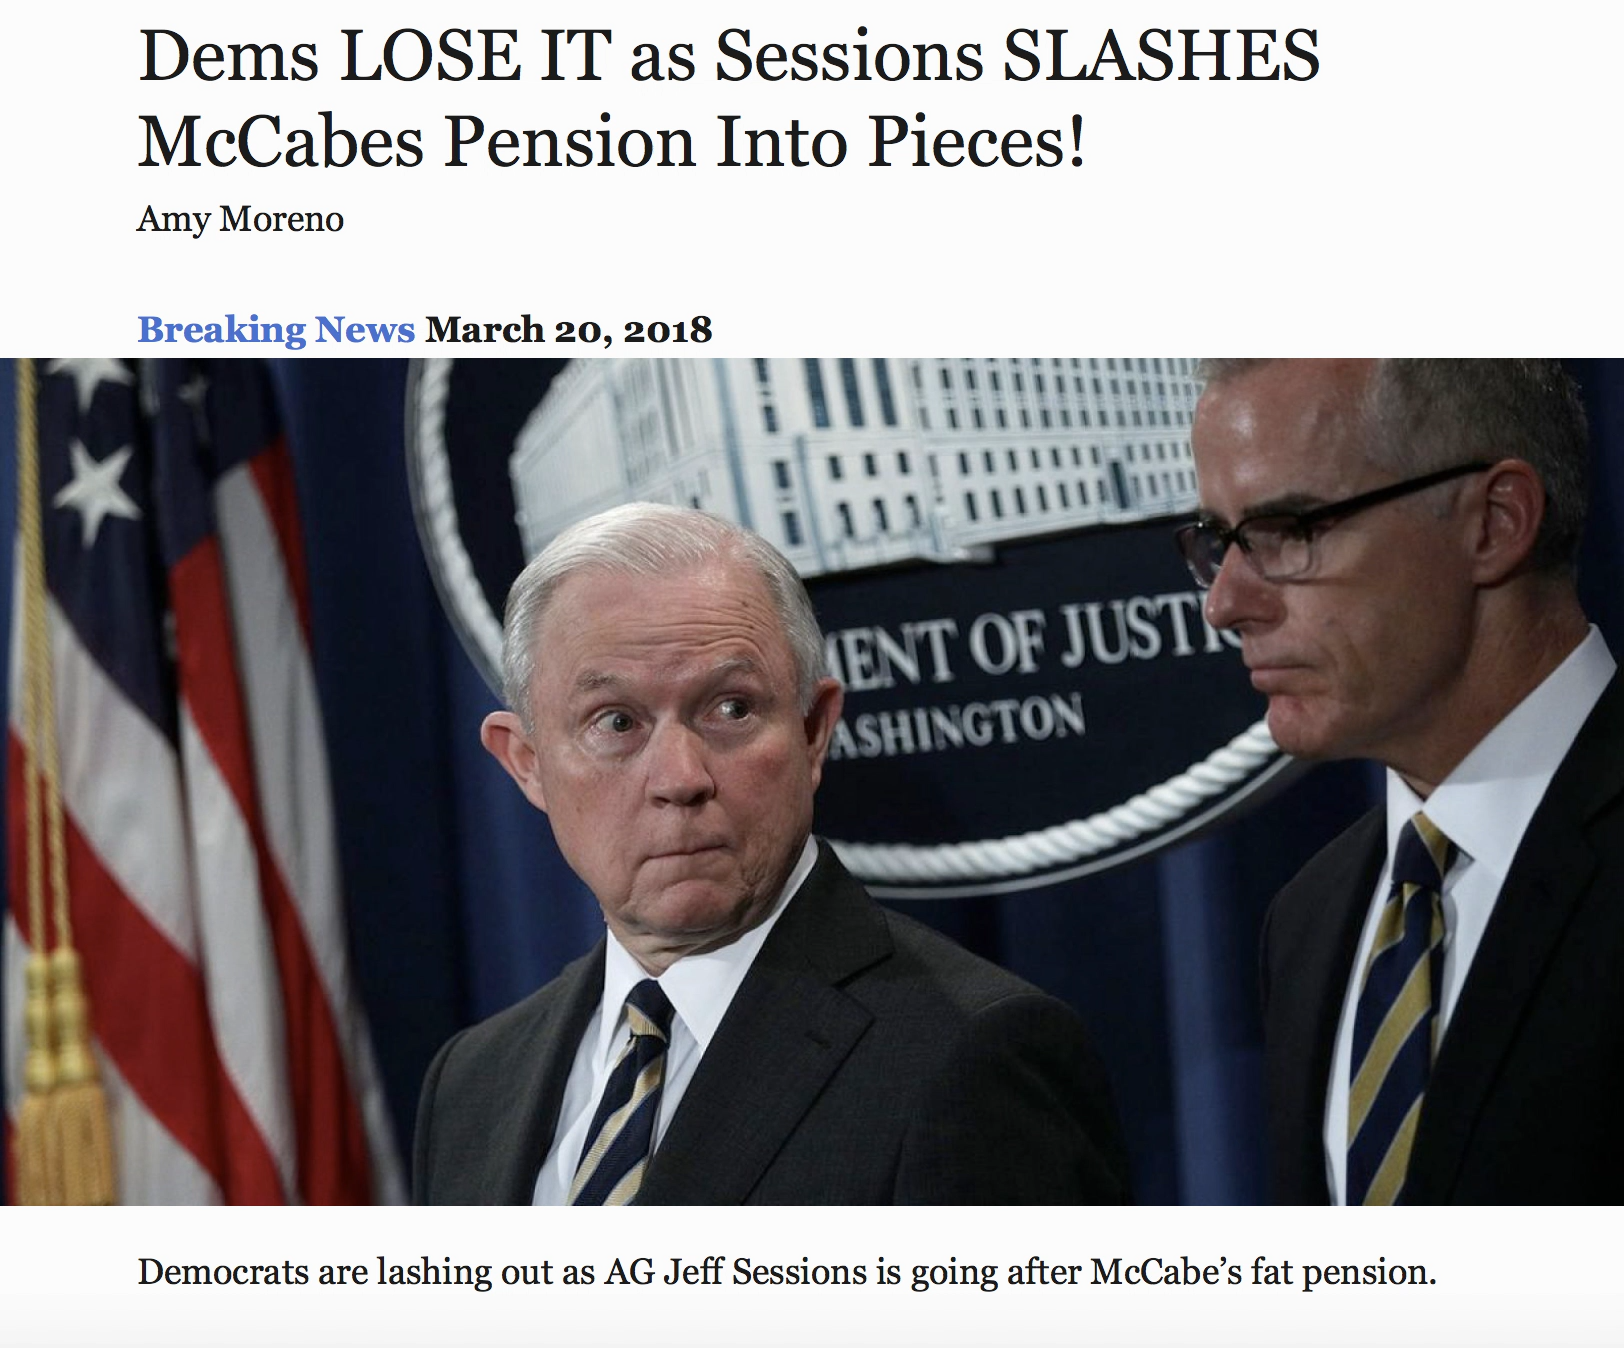 Dems LOSE IT as Sessions SLASHES
McCabes Pension Into Pieces!
Amy Moreno
Breaking News March 20, 2018
MENT OF JUSTI
ASHINGTON
Democrats are lashing out as AG Jeff Sessions is going after McCabe’s fat pension.